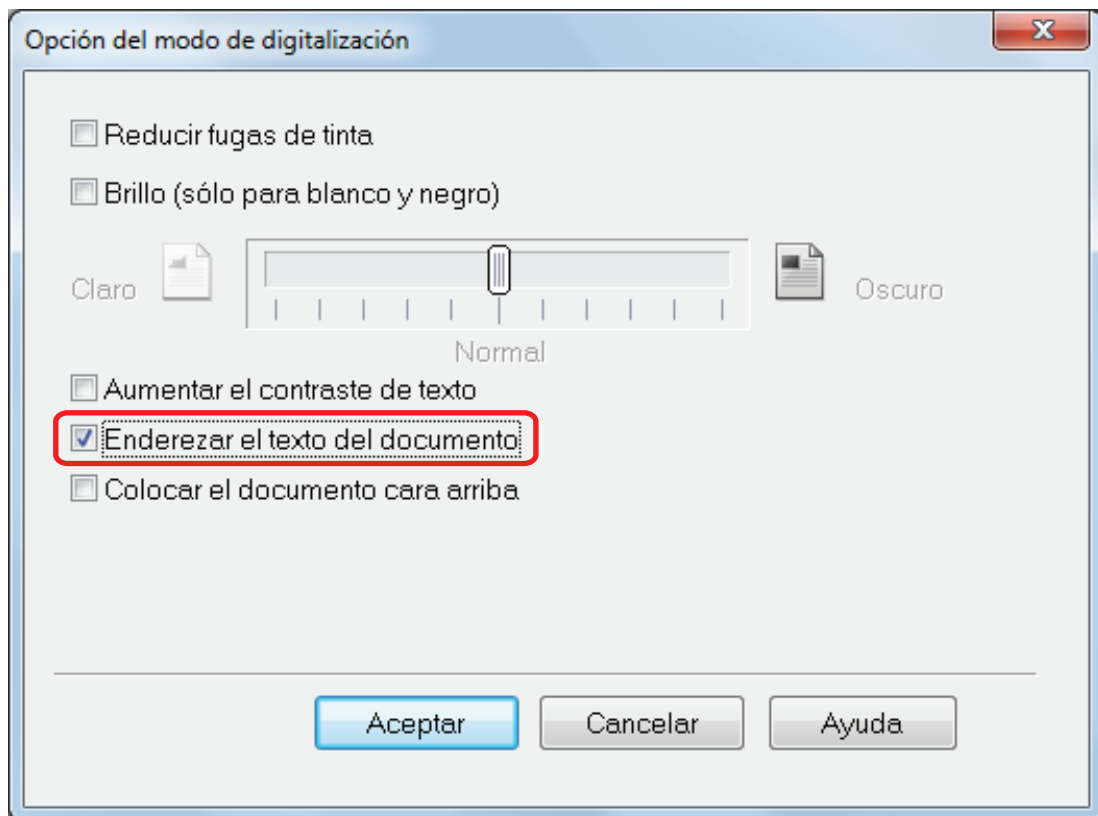 Opción del modo de digitalización
Reducir fugas de tinta
Brillo (sólo para blanco y negro)
Claro
Oscuro
Normal
Aumentar el contraste de texto
Enderezar el texto del documento
Colocar el documento cara arriba
Aceptar Cancelar Ayuda